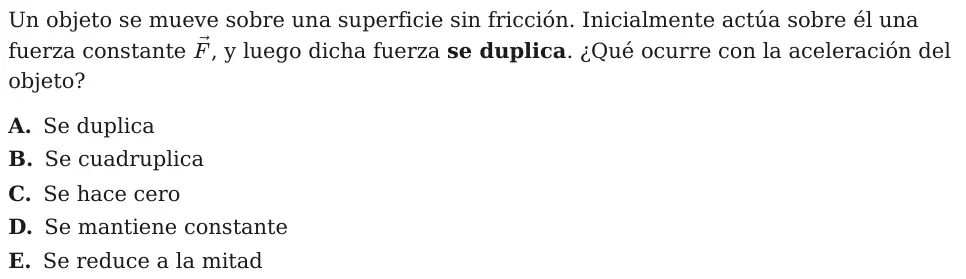 Un objeto se mueve sobre una superficie sin fricción. Inicialmente actúa sobre él una
fuerza constante $\vec{F}$, y luego dicha fuerza se duplica. ¿Qué ocurre con la aceleración del
objeto?
A. Se duplica
B. Se cuadruplica
C. Se hace cero
D. Se mantiene constante
E. Se reduce a la mitad